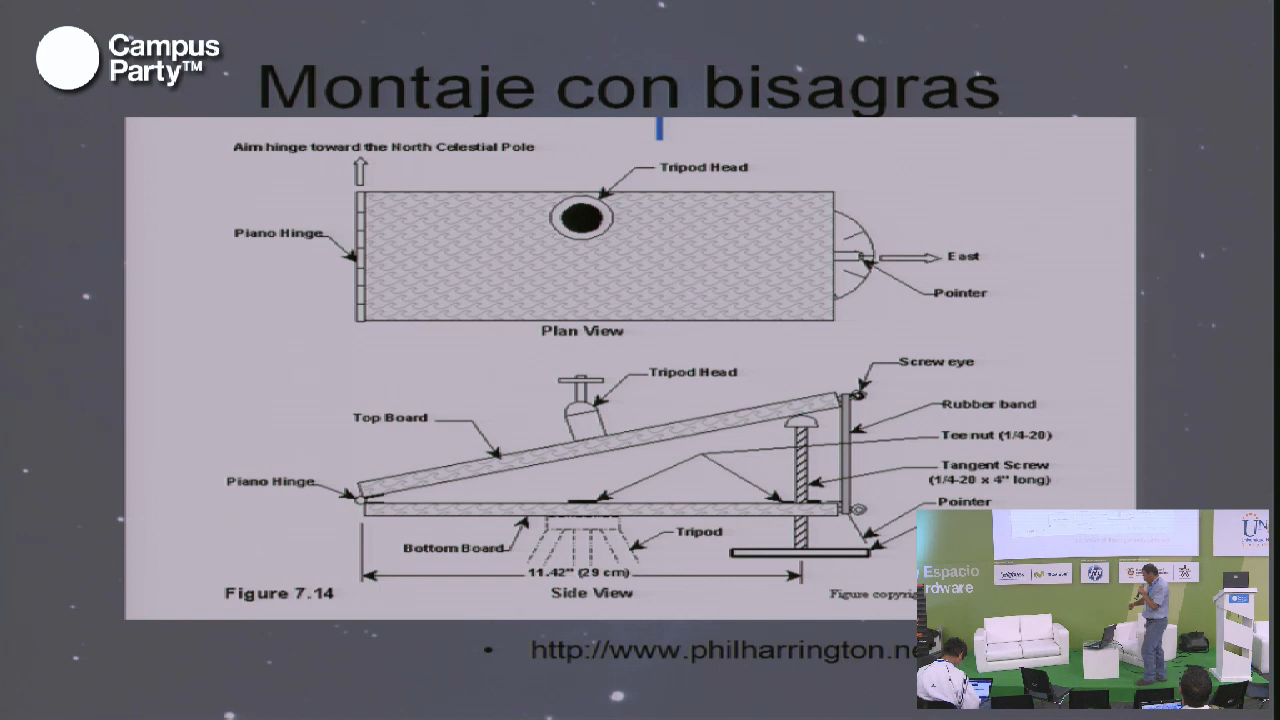 Campus
Party™
Montaje con bisagras
Aim hinge toward the North Celestial Pole
Tripod Head
Piano Hinge
East
Pointer
Plan View
Screw eye
Tripod Head
Rubber band
Top Board
Tee nut (1/4-20)
Tangent Screw
(1/4-20 x 4" long)
Piano Hinge
Pointer
Tripod
Bottom Board
11.42" (29 cm)
Figure 7.14
Side View
Figure
• http://www.philharrington.ne
Espacio
rdware
hp
UN